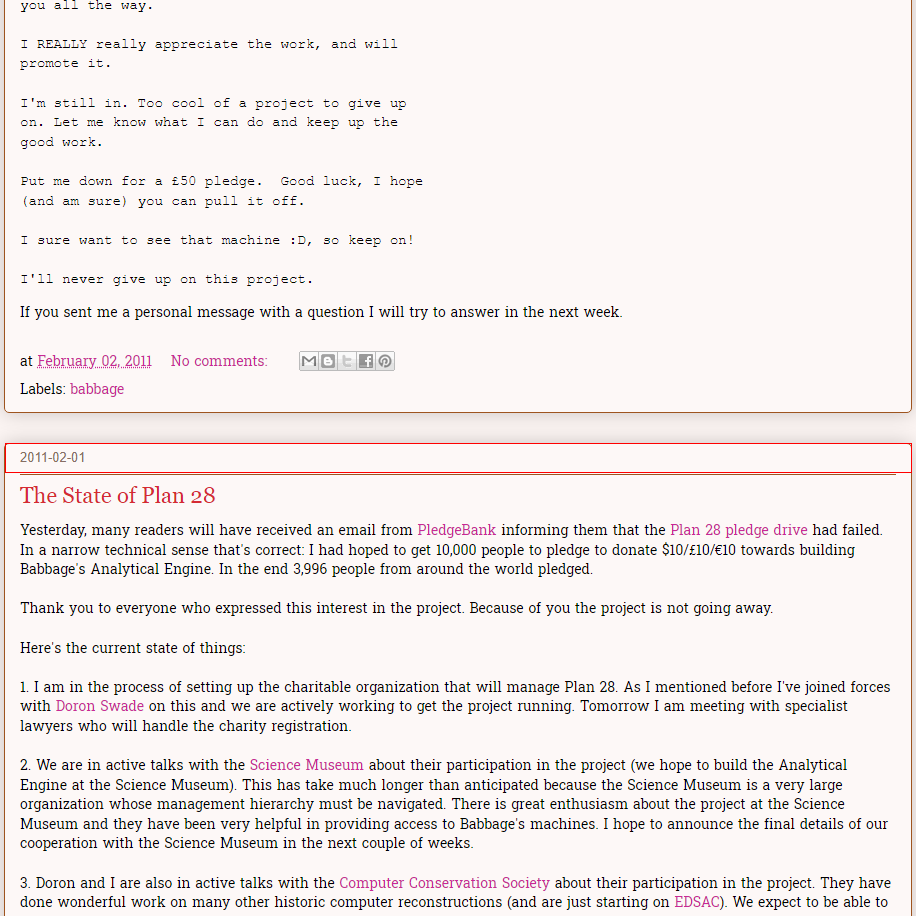 you all the way.
I REALLY really appreciate the work, and will
promote it.
I'm still in. Too cool of a project to give up
on. Let me know what I can do and keep up the
good work.
Put me down for a £50 pledge.  Good luck, I hope
(and am sure) you can pull it off.
I sure want to see that machine :D, so keep on!
I'll never give up on this project.
If you sent me a personal message with a question I will try to answer in the next week.
at February 02, 2011 No comments:
Labels: babbage
2011-02-01
The State of Plan 28
Yesterday, many readers will have received an email from PledgeBank informing them that the Plan 28 pledge drive had failed.
In a narrow technical sense that's correct: I had hoped to get 10,000 people to pledge to donate $10/£10/€10 towards building
Babbage's Analytical Engine. In the end 3,996 people from around the world pledged.
Thank you to everyone who expressed this interest in the project. Because of you the project is not going away.
Here's the current state of things:
1. I am in the process of setting up the charitable organization that will manage Plan 28. As I mentioned before I've joined forces
with Doron Swade on this and we are actively working to get the project running. Tomorrow I am meeting with specialist
lawyers who will handle the charity registration.
2. We are in active talks with the Science Museum about their participation in the project (we hope to build the Analytical
Engine at the Science Museum). This has take much longer than anticipated because the Science Museum is a very large
organization whose management hierarchy must be navigated. There is great enthusiasm about the project at the Science
Museum and they have been very helpful in providing access to Babbage's machines. I hope to announce the final details of our
cooperation with the Science Museum in the next couple of weeks.
3. Doron and I are also in active talks with the Computer Conservation Society about their participation in the project. They have
done wonderful work on many other historic computer reconstructions (and are just starting on EDSAC). We expect to be able to